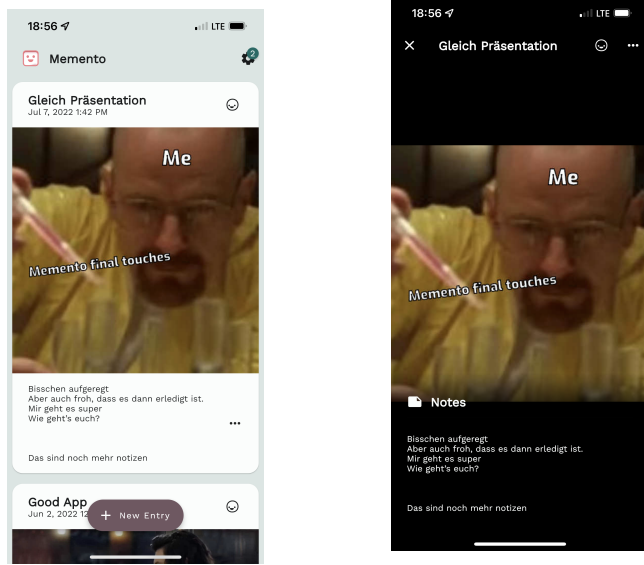 18:56
LTE
Memento
2
Gleich Präsentation
Jul 7, 2022 1:42 PM
Me
Memento final touches
Bisschen aufgeregt
Aber auch froh, dass es dann erledigt ist.
Mir geht es super
Wie geht's euch?
Das sind noch mehr notizen
Good App
Jun 2, 2022 12
+ New Entry
18:56
LTE
Gleich Präsentation
Me
Memento final touches
Notes
Bisschen aufgeregt
Aber auch froh, dass es dann erledigt ist.
Mir geht es super
Wie geht's euch?
Das sind noch mehr notizen